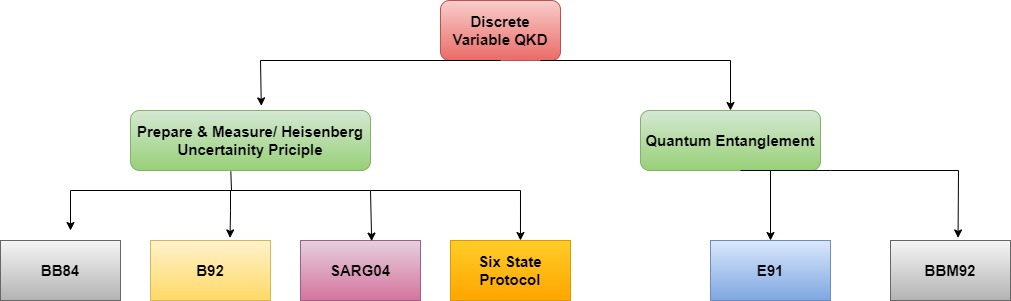 Discrete
Variable QKD
Prepare & Measure/ Heisenberg
Uncertainity Priciple
Quantum Entanglement
BB84
B92
SARG04
Six State
Protocol
E91
BBM92